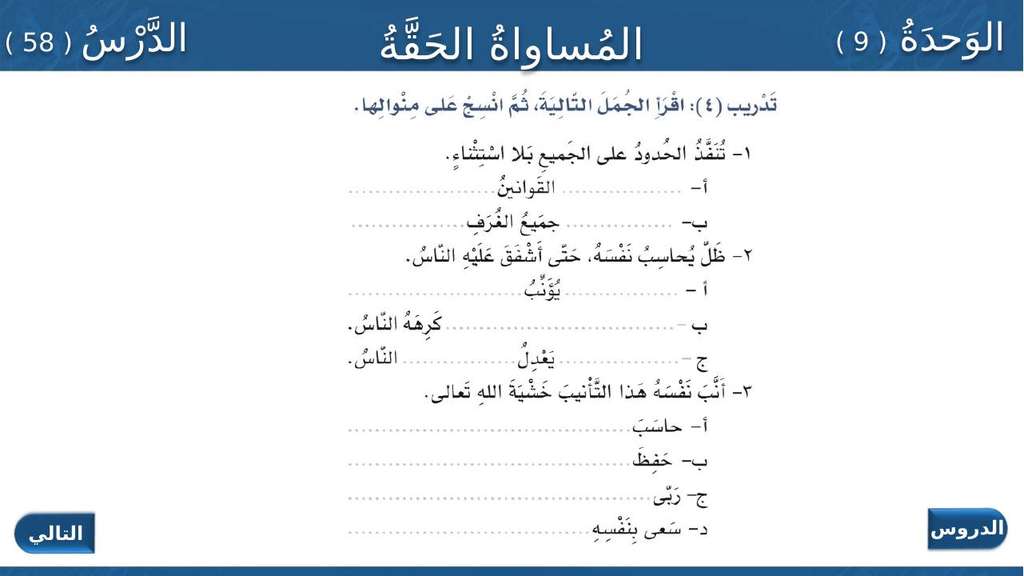 الوَحدَةُ ( 9 )
المُساواةُ الحَقَّةُ
الدَّرْسُ ( 58 )
تَدْريب (٤): اقْرَإِ الجُمَلَ التّالِيَةَ، ثُمَّ انْسِجْ عَلى مِنْوالِها.
١- تُنَفَّذُ الحُدودُ على الجَميعِ بَلا اسْتِثْناءٍ.
أ- .................. القَوانينُ ......................
ب- ................ جمَيعُ الغُرَفِ .................
٢- ظَلّ يُحاسِبُ نَفْسَهُ، حَتّى أَشْفَقَ عَلَيْهِ النّاسُ.
أ - .................. يُؤَنِّبُ ..........................
ب - .................................. كَرِهَهُ النّاسُ.
ج - .................. يَعْدِلُ ................. النّاسُ.
٣- أَنَّبَ نَفْسَهُ هَذا التَّأْنيبَ خَشْيَةَ اللهِ تَعالى.
أ- حاسَبَ ..........................................
ب- حَفِظَ ..........................................
ج- رَبّى .............................................
د- سَعى بِنَفْسِهِ ....................................
الدروس
التالي